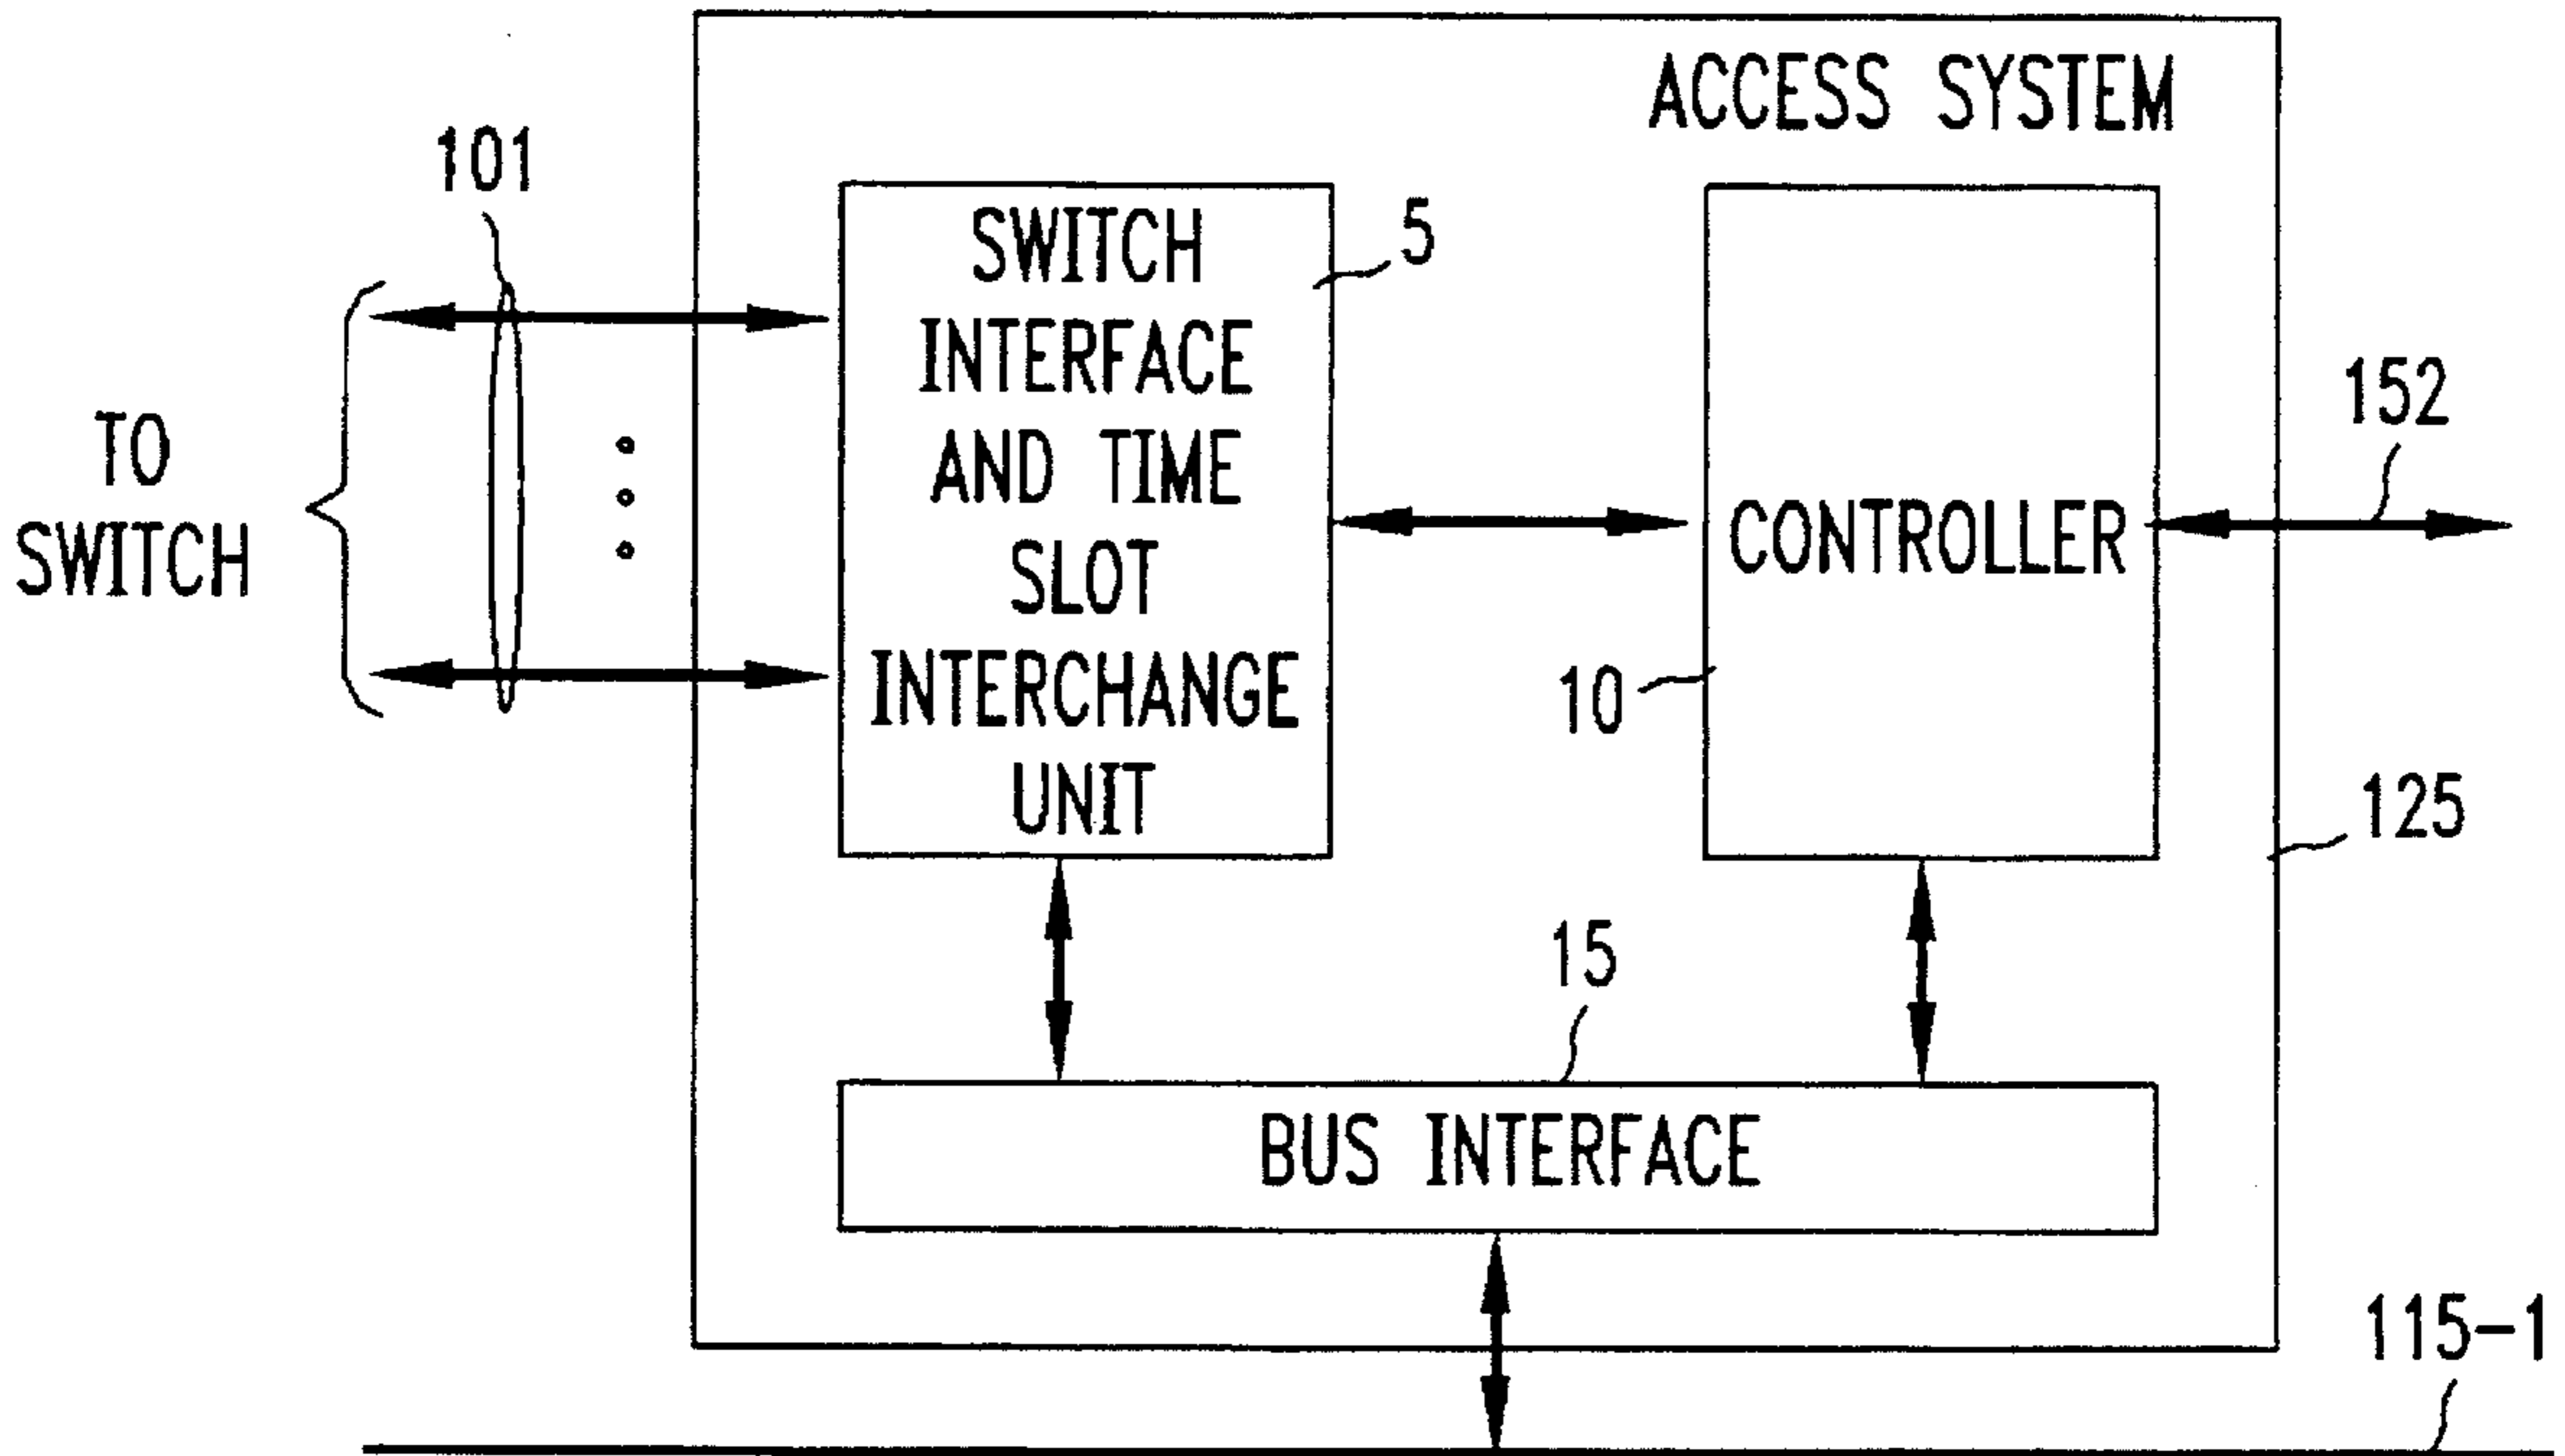 ACCESS SYSTEM
101
SWITCH
INTERFACE
AND TIME
SLOT
INTERCHANGE
UNIT
5
TO
SWITCH
CONTROLLER
10
152
125
15
BUS INTERFACE
115-1